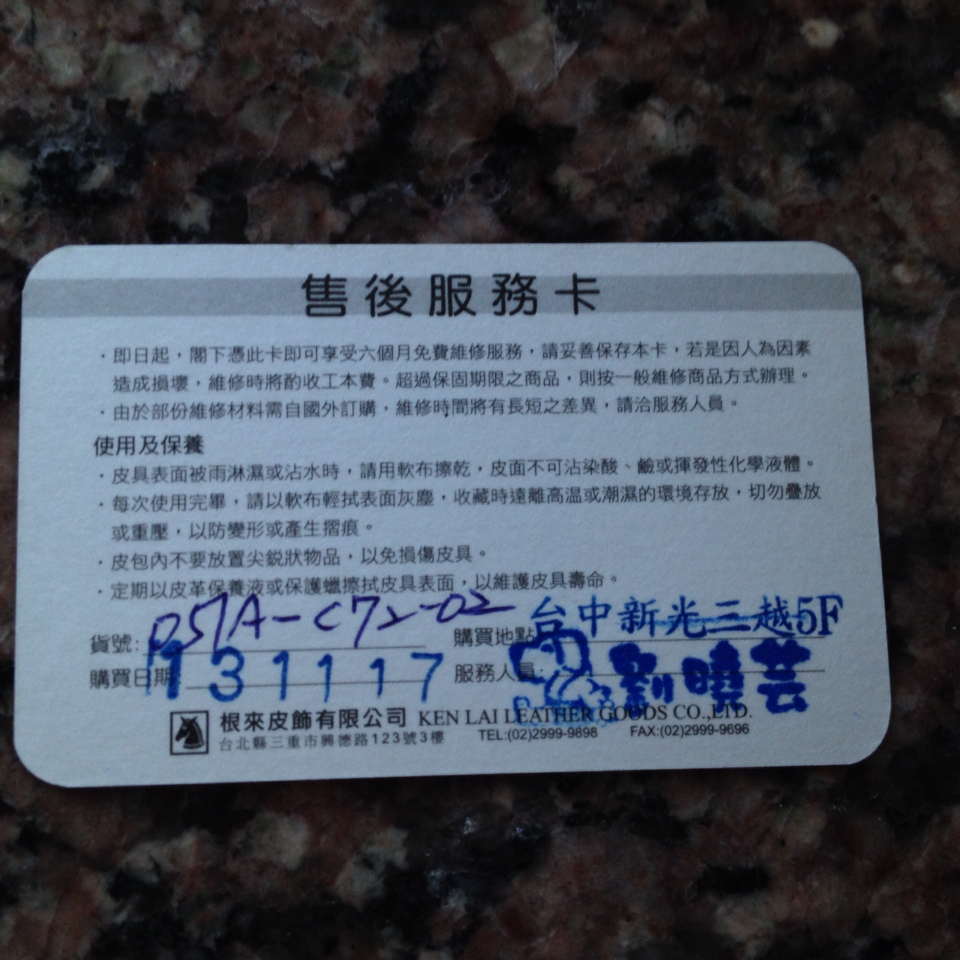 售後服務卡
・即日起，閣下憑此卡即可享受六個月免費維修服務，請妥善保存本卡，若是因人為因素
造成損壞，維修時將酌收工本費。超過保固期限之商品，則按一般維修商品方式辦理。
・由於部份維修材料需自國外訂購，維修時間將有長短之差異，請洽服務人員。
使用及保養
・皮具表面被雨淋濕或沾水時，請用軟布擦乾，皮面不可沾染酸、鹼或揮發性化學液體。
・每次使用完畢，請以軟布輕拭表面灰塵，收藏時遠離高温或潮濕的環境存放，切勿疊放
或重壓，以防變形或產生摺痕。
・皮包內不要放置尖銳狀物品，以免損傷皮具。
・定期以皮革保養液或保護蠟擦拭皮具表面，以維護皮具壽命。
貨號: 057A-C72-02 購買地點 台中新光三越5F
購買日期 131117 服務人員: 劉曉芸
根來皮飾有限公司 KEN LAI LEATHER GOODS CO.,LTD.
台北縣三重市興德路123號3樓 TEL:(02)2999-9898 FAX:(02)2999-9696